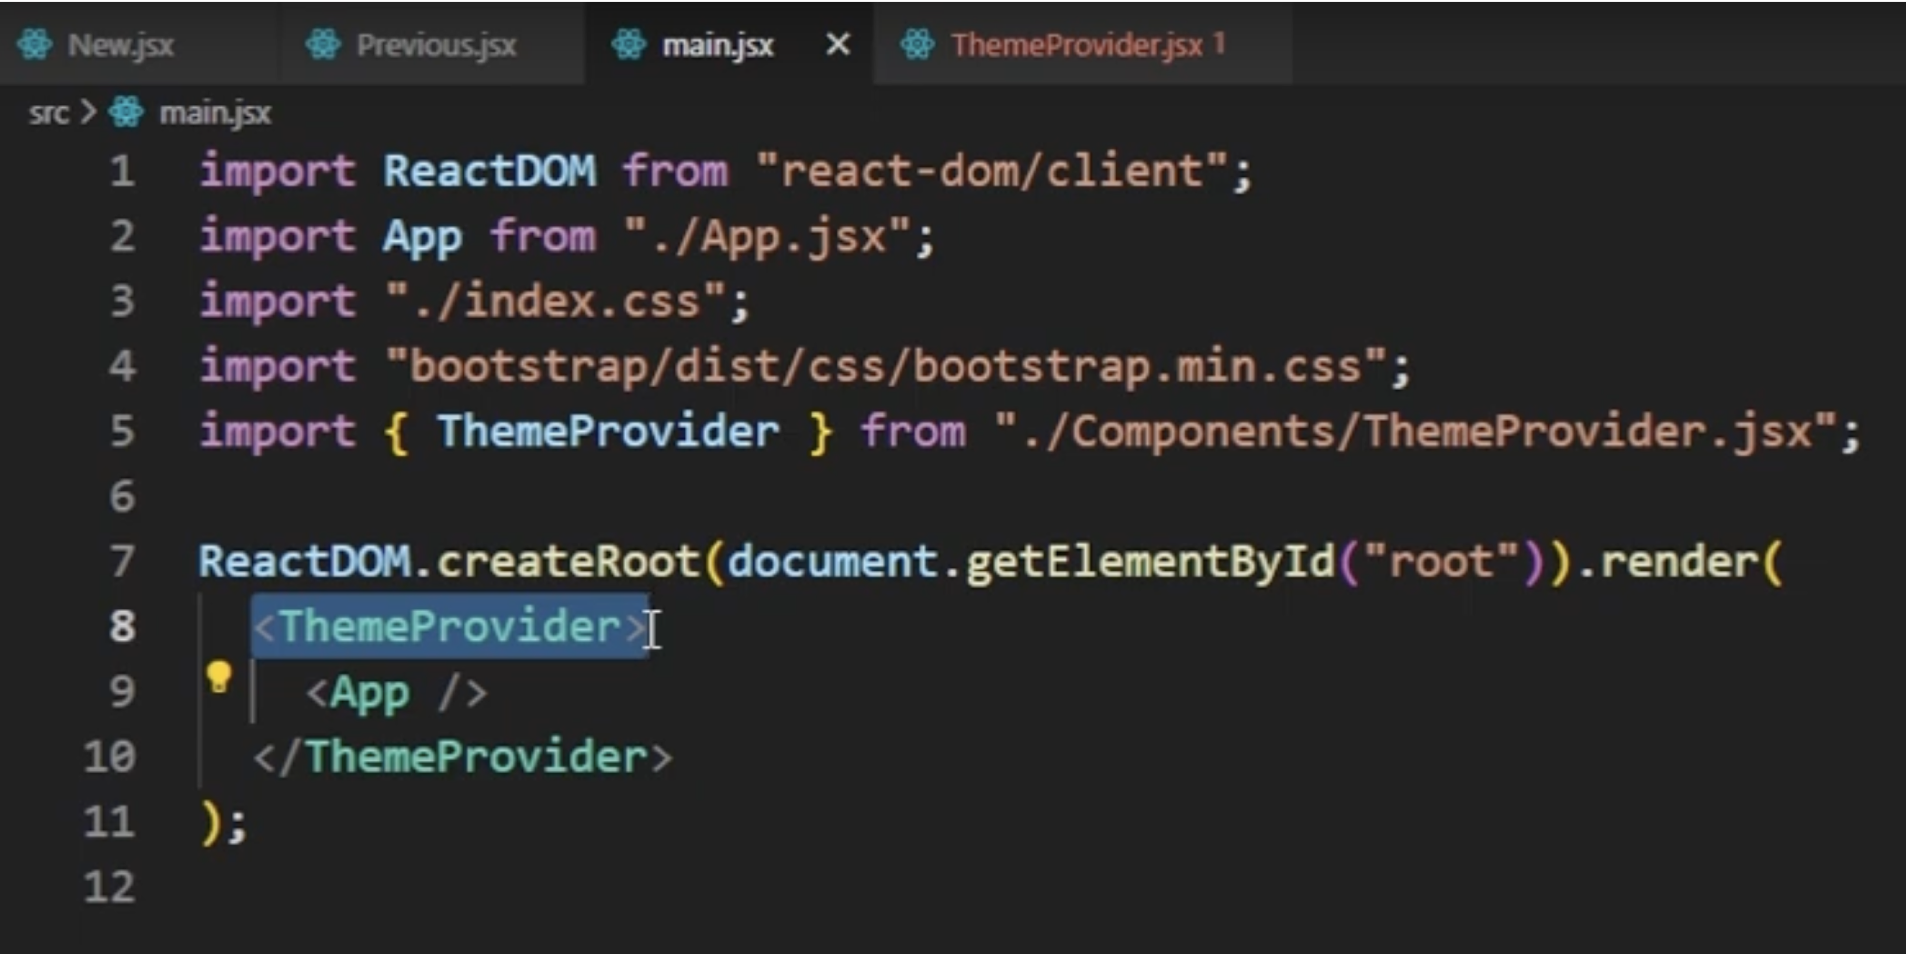 New.jsx Previous.jsx main.jsx ThemeProvider.jsx 1
src > main.jsx
1 import ReactDOM from "react-dom/client";
2 import App from "./App.jsx";
3 import "./index.css";
4 import "bootstrap/dist/css/bootstrap.min.css";
5 import { ThemeProvider } from "./Components/ThemeProvider.jsx";
6
7 ReactDOM.createRoot(document.getElementById("root")).render(
8 <ThemeProvider>
9 <App />
10 </ThemeProvider>
11 );
12